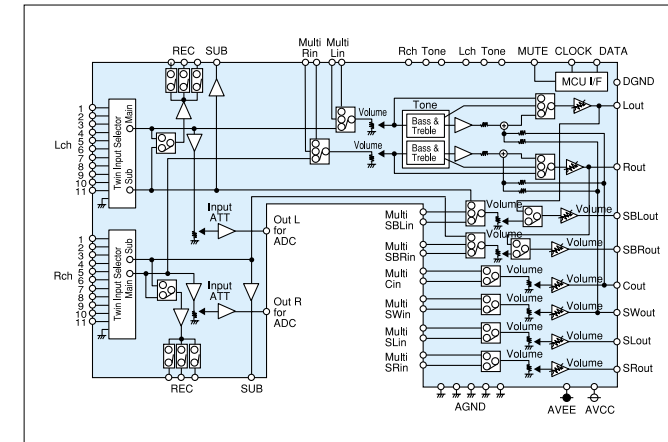 REC SUB Multi Rin Multi Lin Rch Tone Lch Tone MUTE CLOCK DATA
MCU I/F
DGND
Lch
1
2
3
4
5
6
7
8
9
10
11
Twin Input Selector
Main
Sub
Volume
Volume
Tone
Bass & Treble
Bass & Treble
Lout
Rout
Input ATT
Out L for ADC
Rch
1
2
3
4
5
6
7
8
9
10
11
Twin Input Selector
Sub
Main
Input ATT
Out R for ADC
REC
SUB
Multi SBLin
Volume
Volume
SBLout
Multi SBRin
Volume
Volume
SBRout
Multi Cin
Volume
Cout
Multi SWin
Volume
SWout
Multi SLin
Volume
Volume
SLout
Multi SRin
Volume
Volume
SRout
AGND
AVEE AVCC